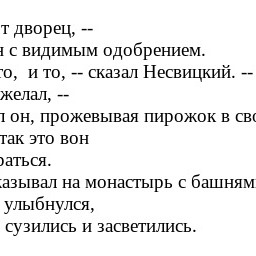 т дворец, --
с видимым одобрением.
то, и то, -- сказал Несвицкий. --
желал, --
он, прожевывая пирожок в сво
так это вон
раться.
казывал на монастырь с башням
улыбнулся,
сузились и засветились.